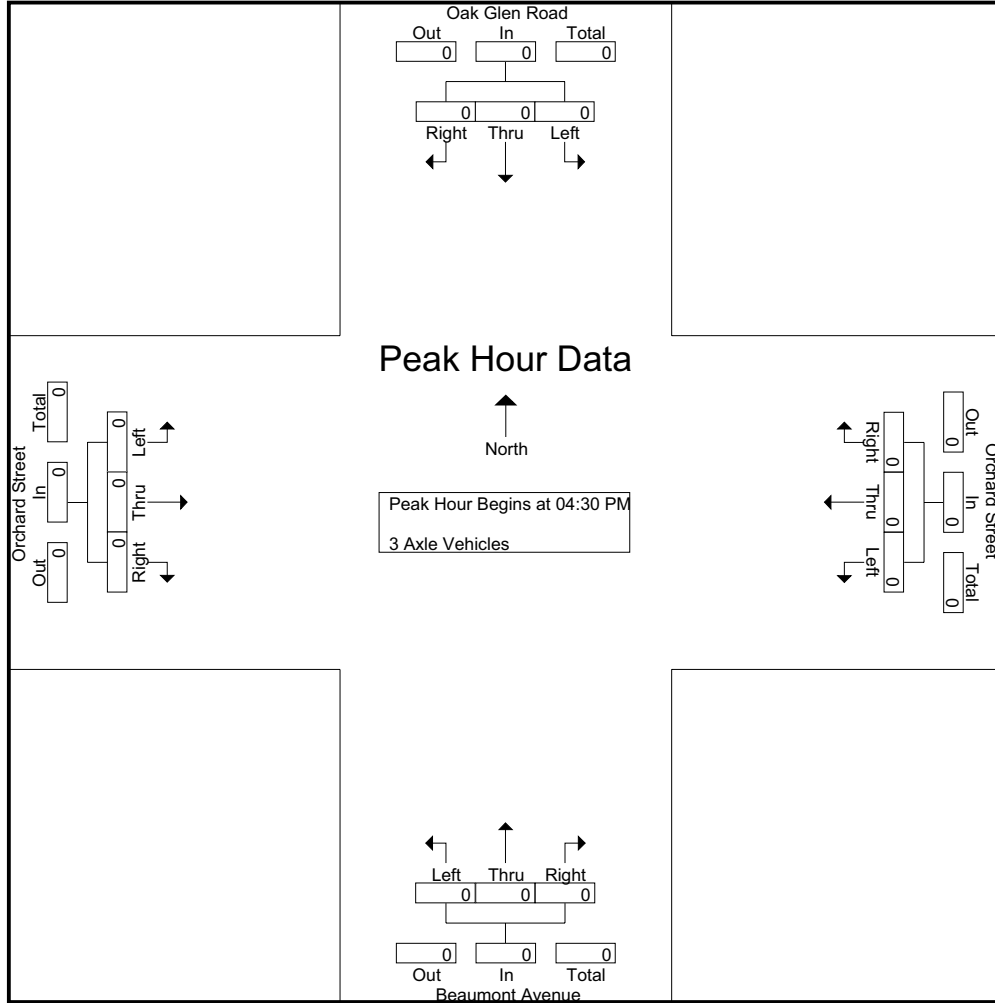 Oak Glen Road
Out In Total
0 0 0
0 0 0
Right Thru Left
Peak Hour Data
North
Peak Hour Begins at 04:30 PM
3 Axle Vehicles
Orchard Street
Total In Out
0 0 0
0 0 0
Left Thru Right
Orchard Street
Out In Total
0 0 0
0 0 0
Right Thru Left
Left Thru Right
0 0 0
0 0 0
Out In Total
Beaumont Avenue